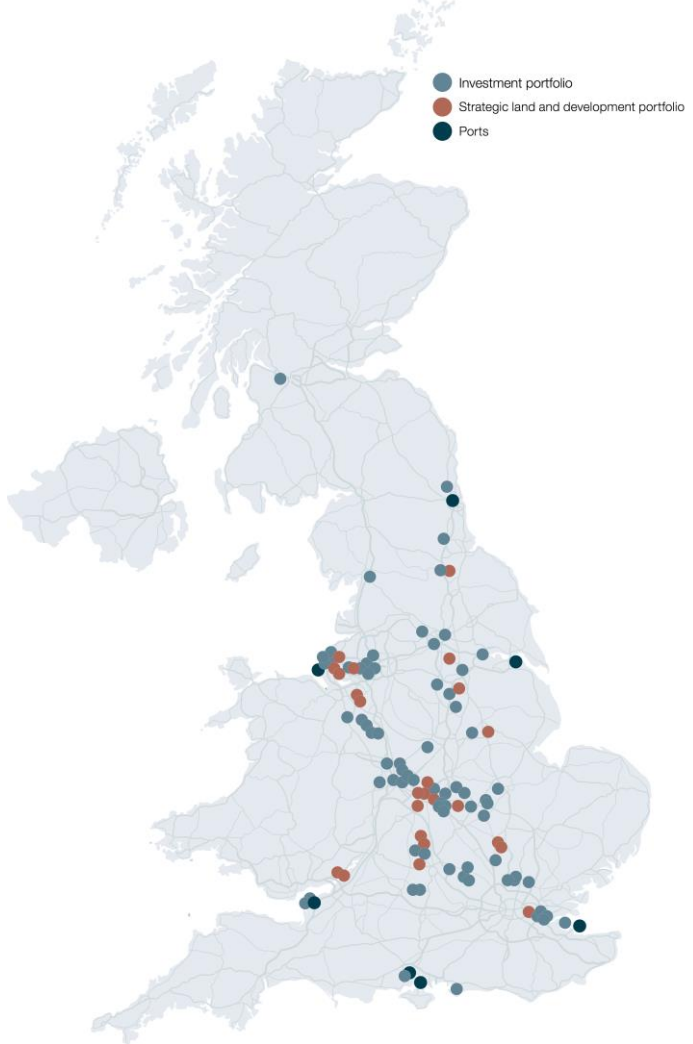 Investment portfolio
Strategic land and development portfolio
Ports